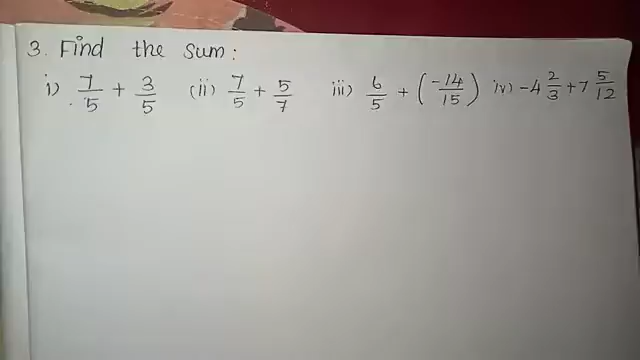 3. Find the Sum:
i) 7/5 + 3/5 (ii) 7/5 + 5/7 iii) 6/5 + (-14/15) iv) -4 2/3 + 7 5/12